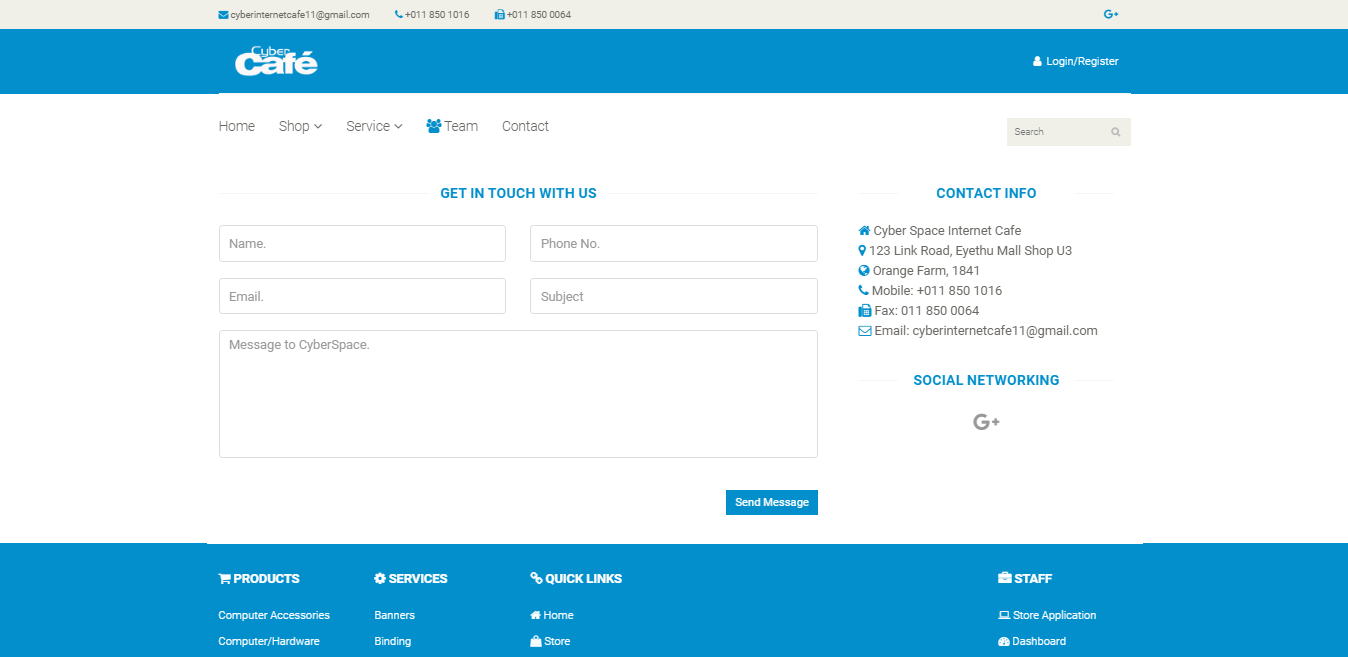 cyberinternetcafe11@gmail.com +011 850 1016 +011 850 0064 G+
Cyber
Café
Login/Register
Home Shop Service Team Contact
Search
GET IN TOUCH WITH US
Name. Phone No.
Email. Subject
Message to CyberSpace.
Send Message
CONTACT INFO
Cyber Space Internet Cafe
123 Link Road, Eyethu Mall Shop U3
Orange Farm, 1841
Mobile: +011 850 1016
Fax: 011 850 0064
Email: cyberinternetcafe11@gmail.com
SOCIAL NETWORKING
G+
PRODUCTS SERVICES QUICK LINKS STAFF
Computer Accessories Banners Home Store Application
Computer/Hardware Binding Store Dashboard